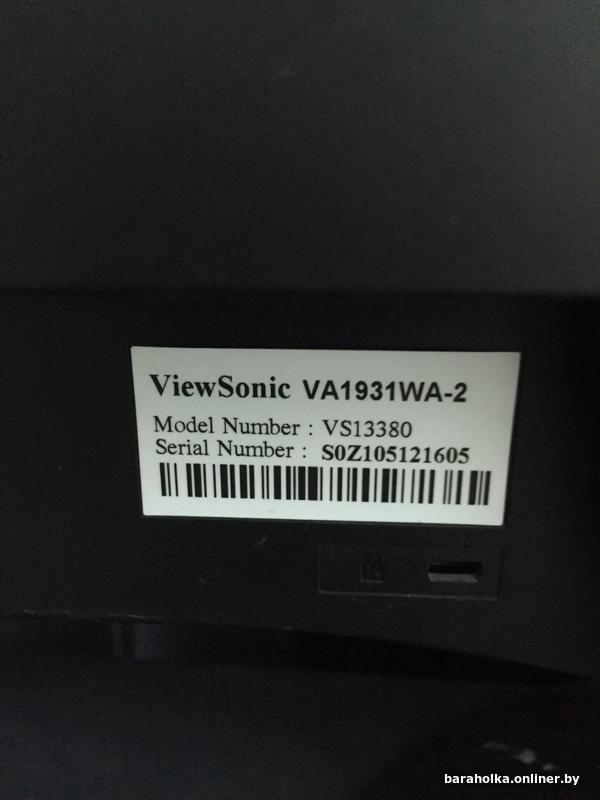 ViewSonic VA1931WA-2
Model Number : VS13380
Serial Number : S0Z105121605
baraholka.onliner.by